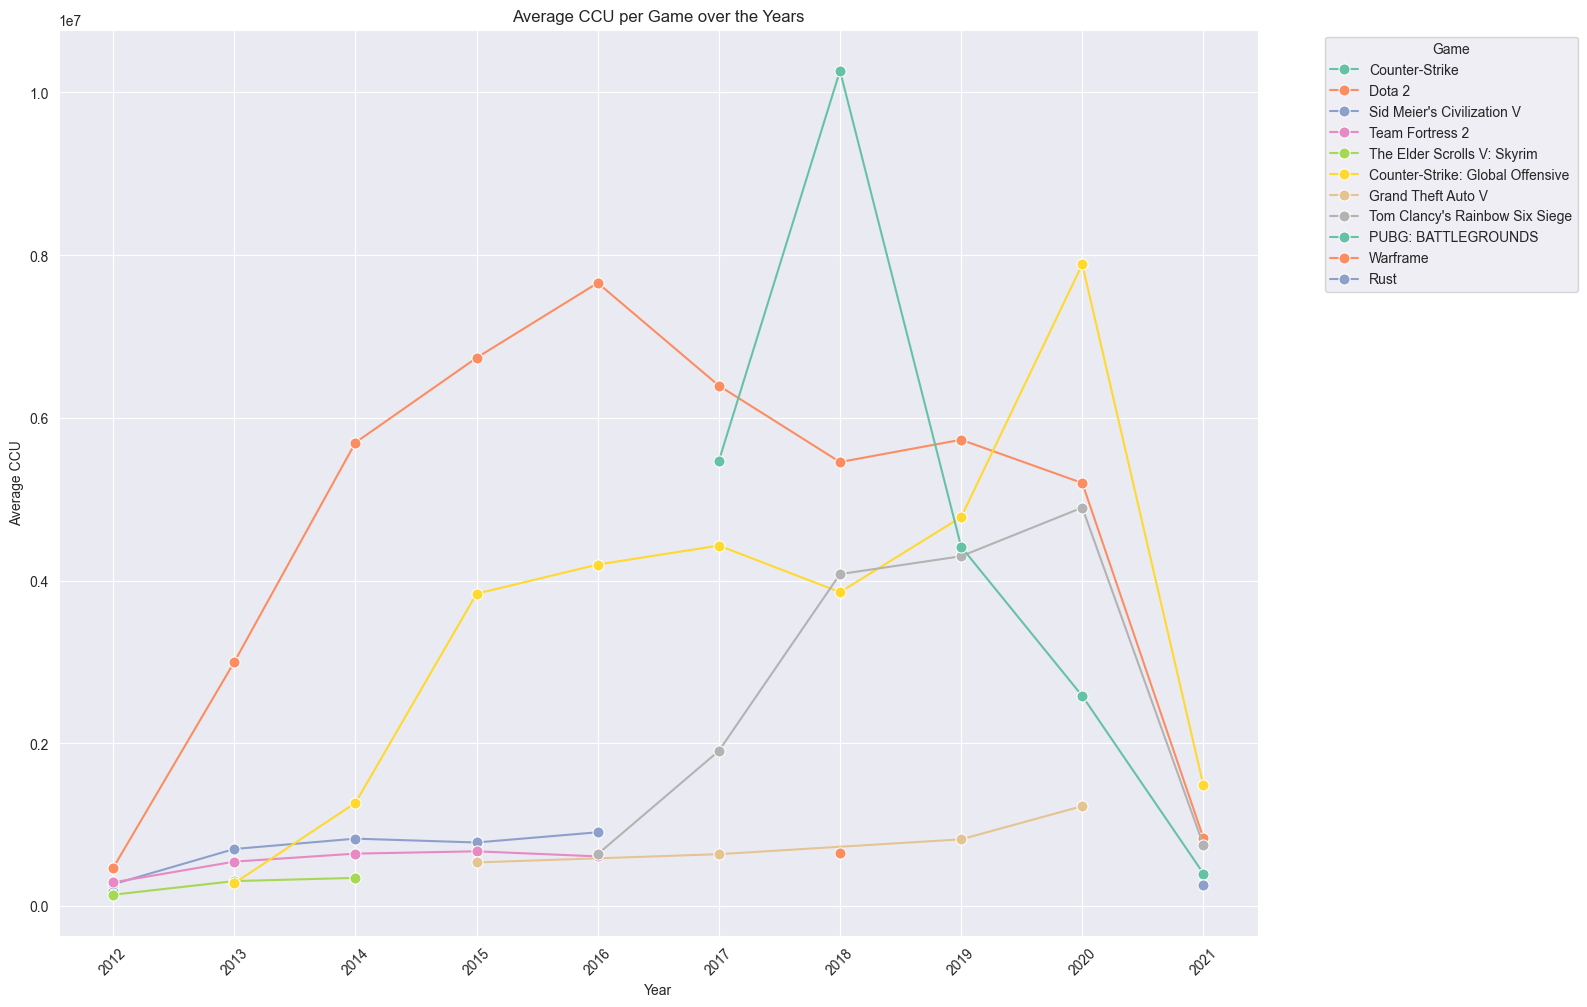 Average CCU per Game over the Years
1e7
1.0
0.8
0.6
0.4
0.2
0.0
Average CCU
2012
2013
2014
2015
2016
2017
2018
2019
2020
2021
Year
Game
Counter-Strike
Dota 2
Sid Meier's Civilization V
Team Fortress 2
The Elder Scrolls V: Skyrim
Counter-Strike: Global Offensive
Grand Theft Auto V
Tom Clancy's Rainbow Six Siege
PUBG: BATTLEGROUNDS
Warframe
Rust